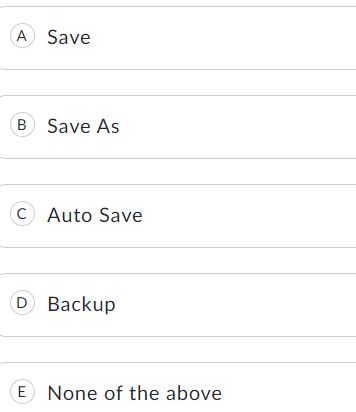 A Save
B Save As
C Auto Save
D Backup
E None of the above